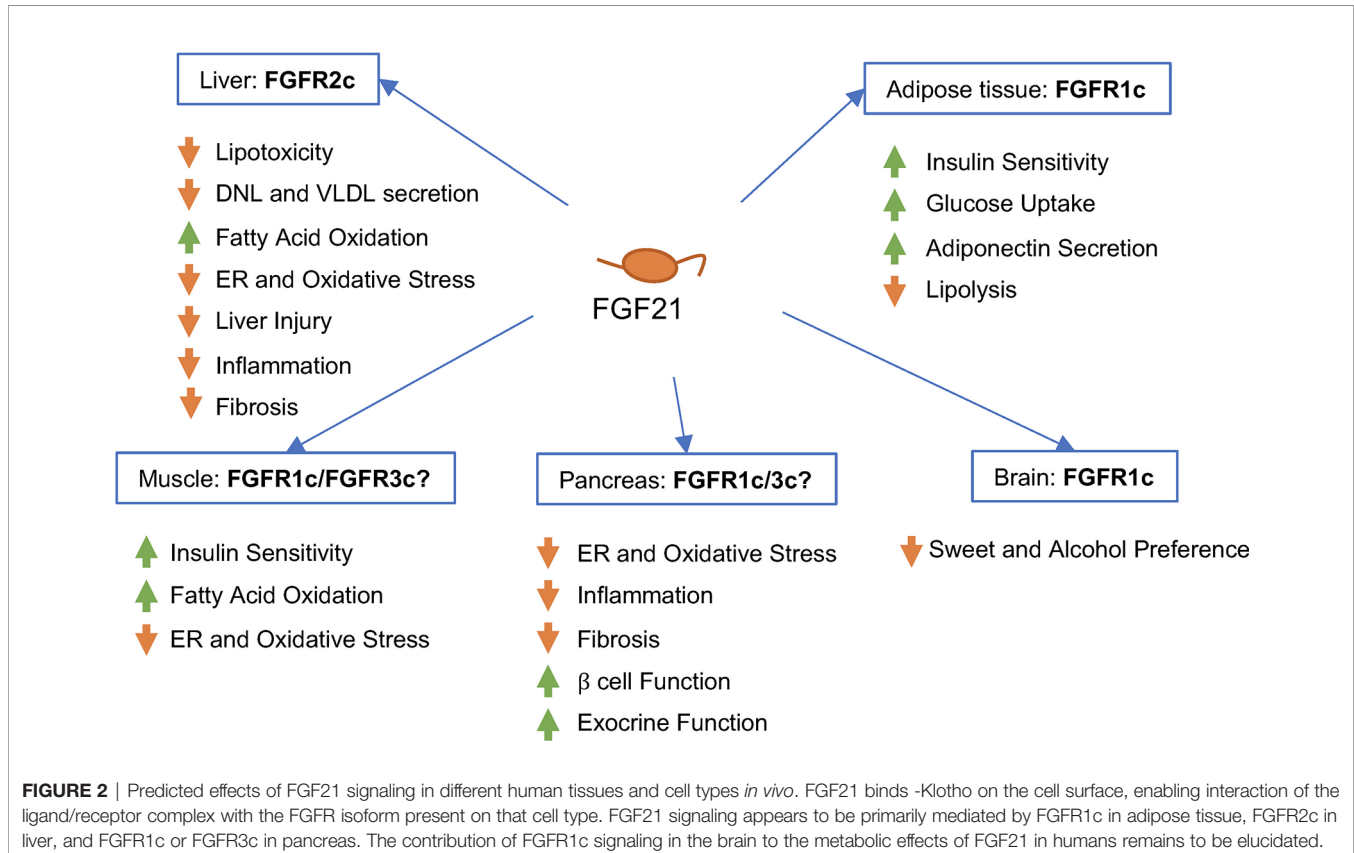 Liver: FGFR2c
Lipotoxicity
DNL and VLDL secretion
Fatty Acid Oxidation
ER and Oxidative Stress
Liver Injury
Inflammation
Fibrosis
Adipose tissue: FGFR1c
Insulin Sensitivity
Glucose Uptake
Adiponectin Secretion
Lipolysis
FGF21
Muscle: FGFR1c/FGFR3c?
Insulin Sensitivity
Fatty Acid Oxidation
ER and Oxidative Stress
Pancreas: FGFR1c/3c?
ER and Oxidative Stress
Inflammation
Fibrosis
β cell Function
Exocrine Function
Brain: FGFR1c
Sweet and Alcohol Preference
FIGURE 2 | Predicted effects of FGF21 signaling in different human tissues and cell types in vivo. FGF21 binds -Klotho on the cell surface, enabling interaction of the
ligand/receptor complex with the FGFR isoform present on that cell type. FGF21 signaling appears to be primarily mediated by FGFR1c in adipose tissue, FGFR2c in
liver, and FGFR1c or FGFR3c in pancreas. The contribution of FGFR1c signaling in the brain to the metabolic effects of FGF21 in humans remains to be elucidated.